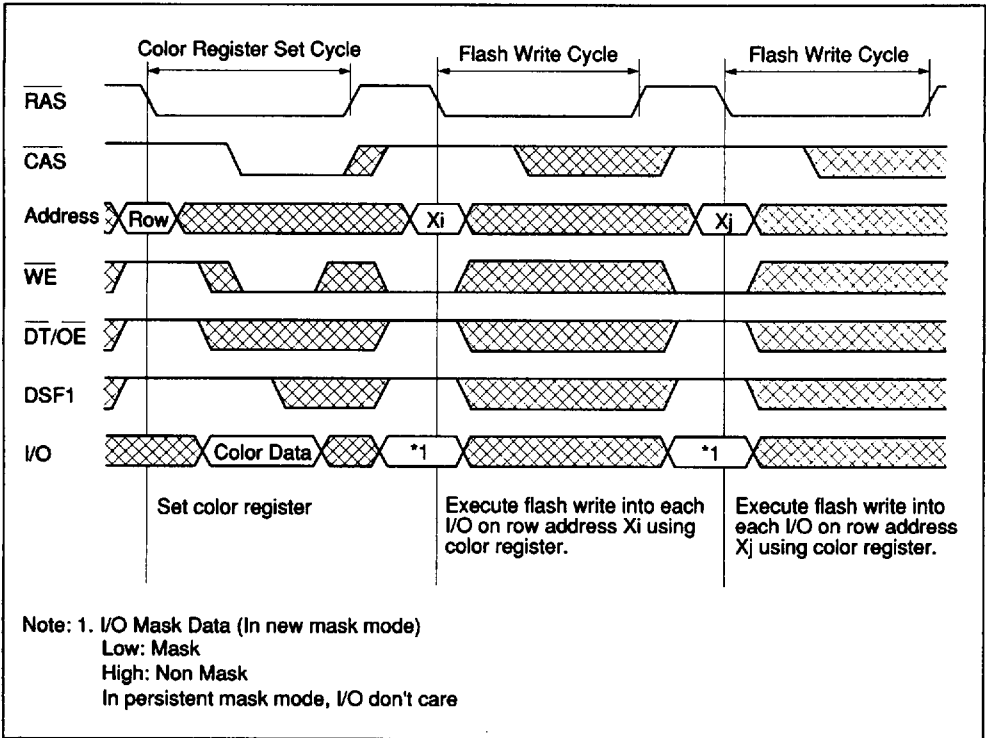 Color Register Set Cycle
Flash Write Cycle
Flash Write Cycle
RAS
CAS
Address
Row
Xi
Xj
WE
DT/OE
DSF1
I/O
Color Data
*1
*1
Set color register
Execute flash write into each
I/O on row address Xi using
color register.
Execute flash write into
each I/O on row address
Xj using color register.
Note: 1. I/O Mask Data (In new mask mode)
Low: Mask
High: Non Mask
In persistent mask mode, I/O don't care